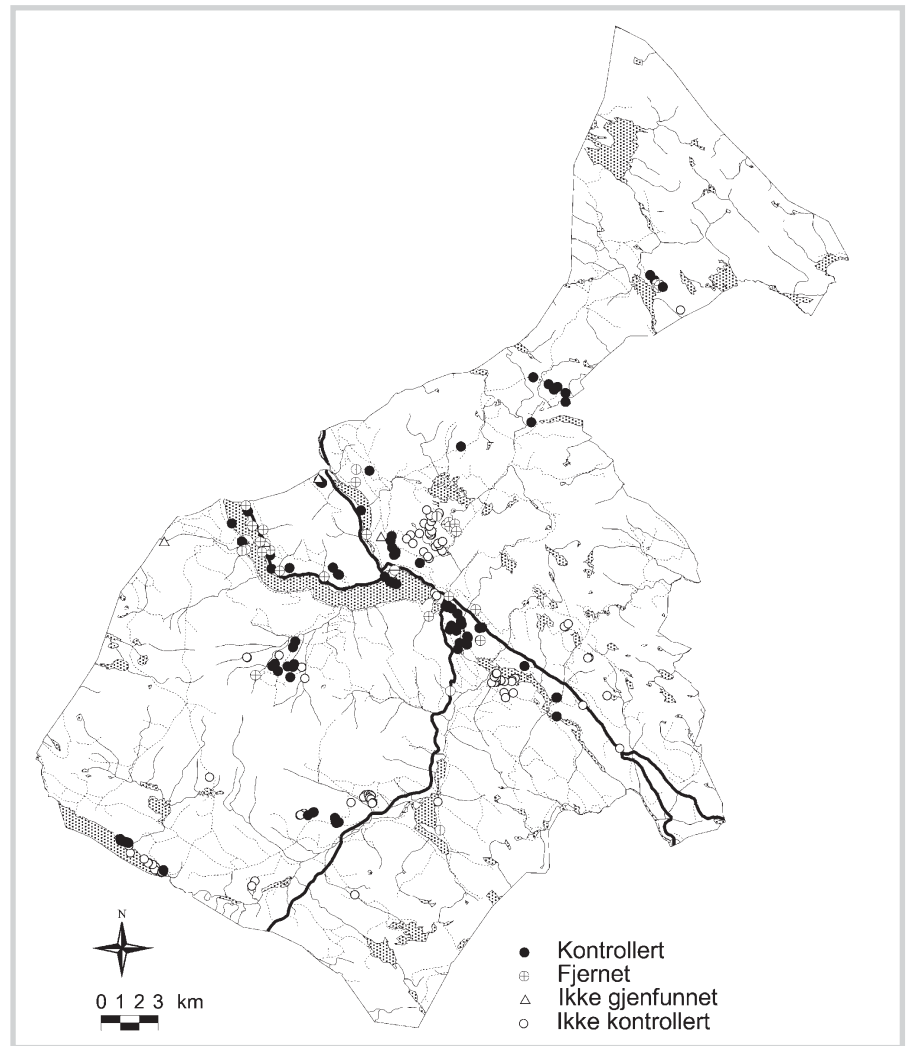 N
0 1 2 3 km
Kontrollert
Fjernet
Ikke gjenfunnet
Ikke kontrollert